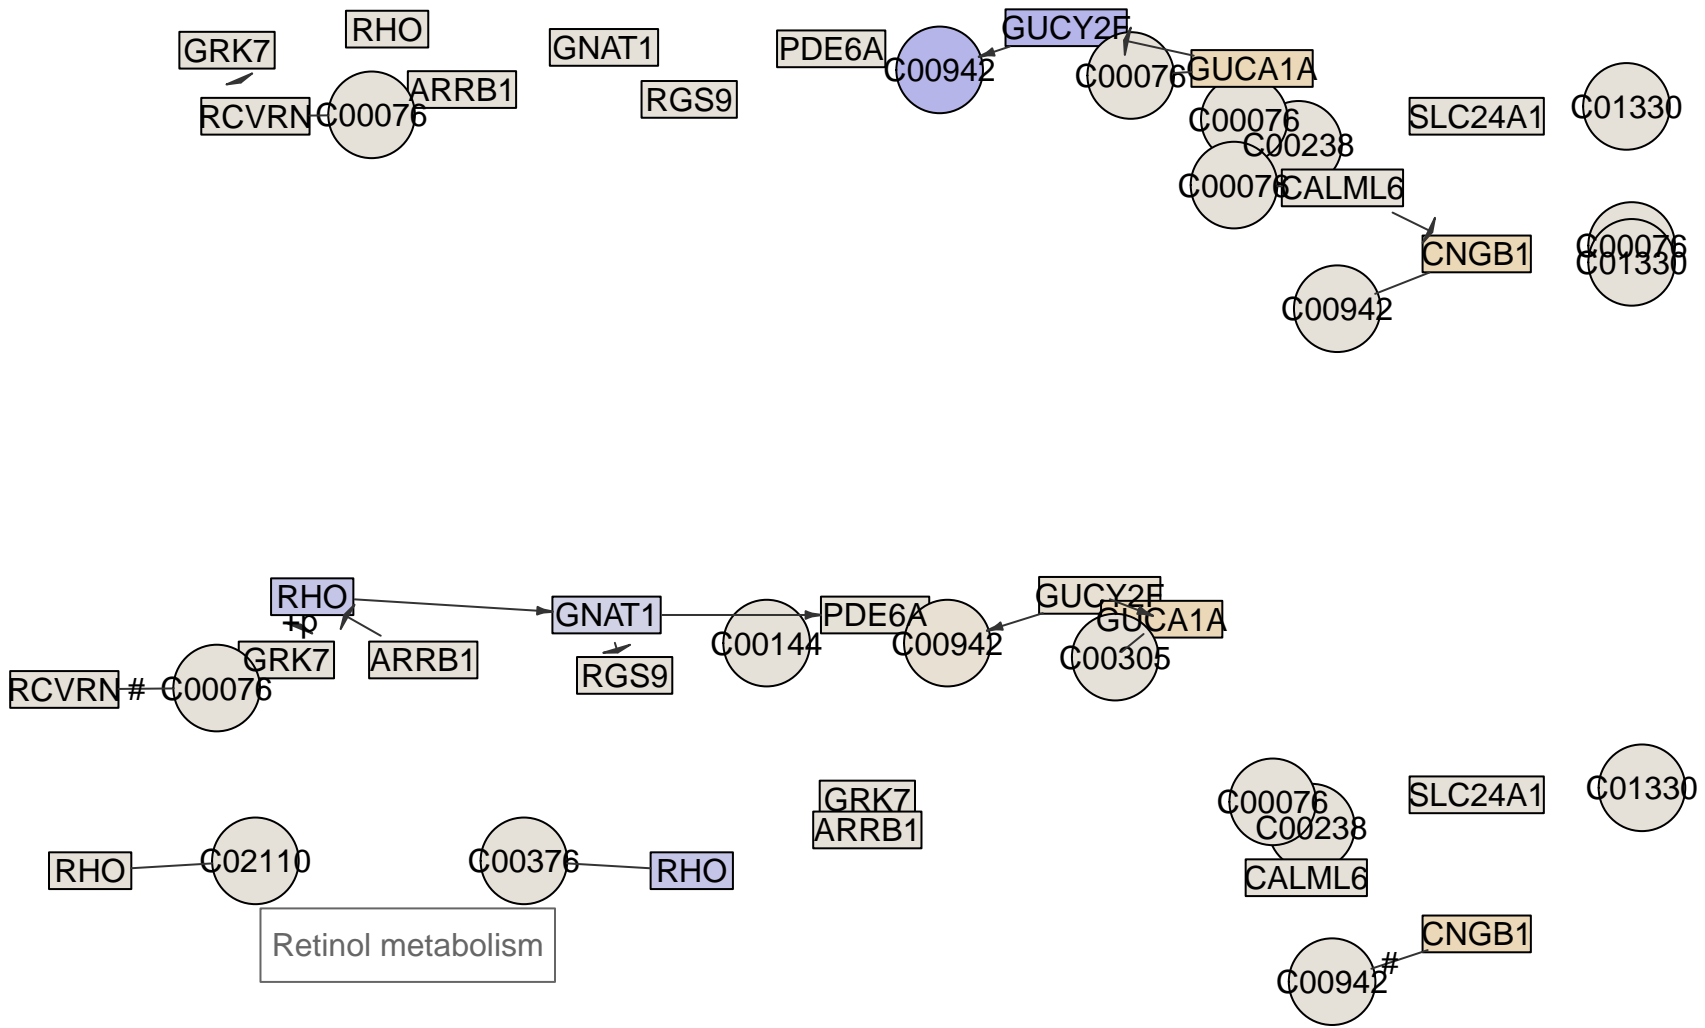 GRK7
RHO
GNAT1
PDE6A
C00942
GUCY2F
C00076
GUCA1A
RCVRN
C00076
ARRB1
RGS9
C00076
C00238
SLC24A1
C01330
C00076
CALML6
CNGB1
C00076
C01330
C00942
RHO
+p
GNAT1
PDE6A
GUCY2F
GUCA1A
GRK7
ARRB1
RGS9
C00144
C00942
C00305
RCVRN
#
C00076
GRK7
ARRB1
C00076
C00238
SLC24A1
C01330
RHO
C02110
C00376
RHO
CALML6
Retinol metabolism
CNGB1
#
C00942